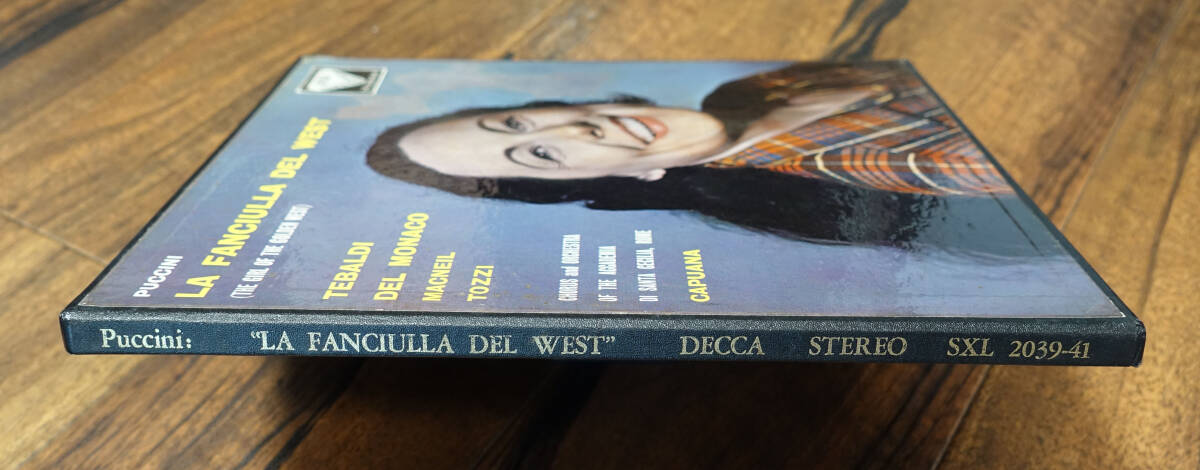 PUCCINI
LA FANCIULLA DEL WEST
(THE GIRL OF THE GOLDEN WEST)
TEBALDI
DEL MONACO
MACNEIL
TOZZI
CHORUS and ORCHESTRA
OF THE ACCADEMIA
DI SANTA CECILIA, ROME
CAPUANA
Puccini: “LA FANCIULLA DEL WEST” DECCA STEREO SXL 2039-41